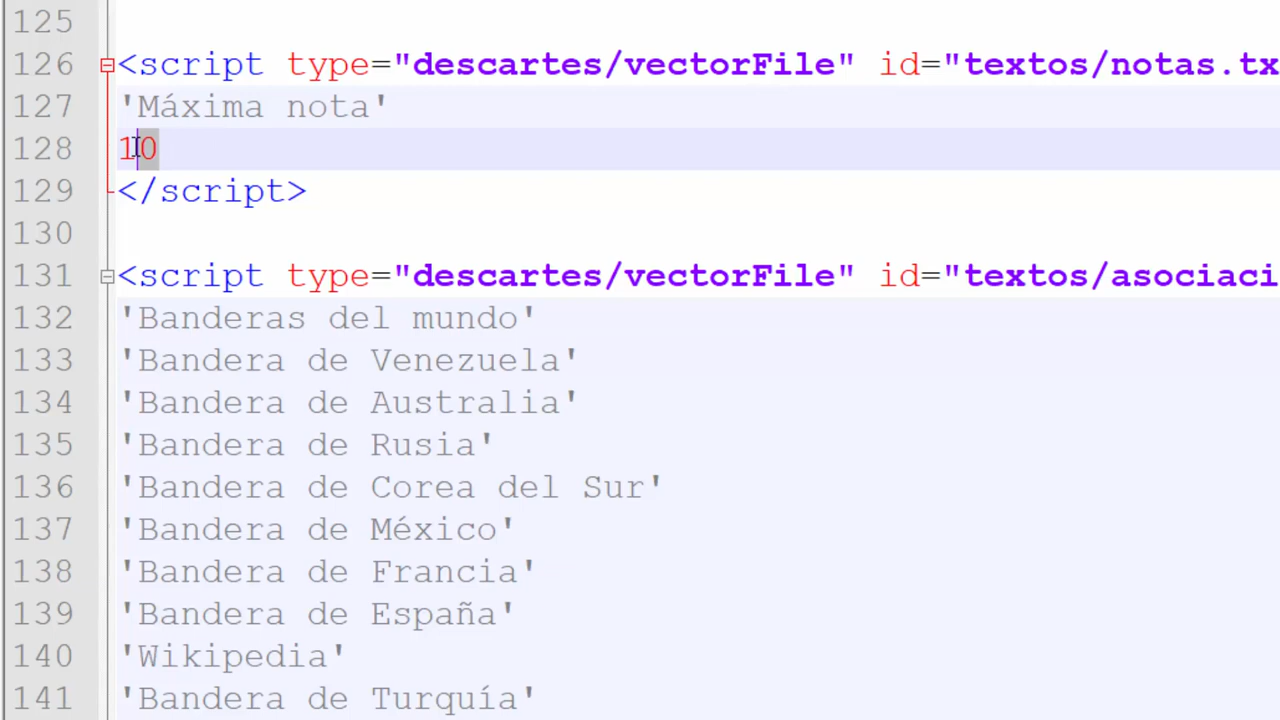 125
126 <script type="descartes/vectorFile" id="textos/notas.tx
127 'Máxima nota'
128 10
129 </script>
130
131 <script type="descartes/vectorFile" id="textos/asociaci
132 'Banderas del mundo'
133 'Bandera de Venezuela'
134 'Bandera de Australia'
135 'Bandera de Rusia'
136 'Bandera de Corea del Sur'
137 'Bandera de México'
138 'Bandera de Francia'
139 'Bandera de España'
140 'Wikipedia'
141 'Bandera de Turquía'